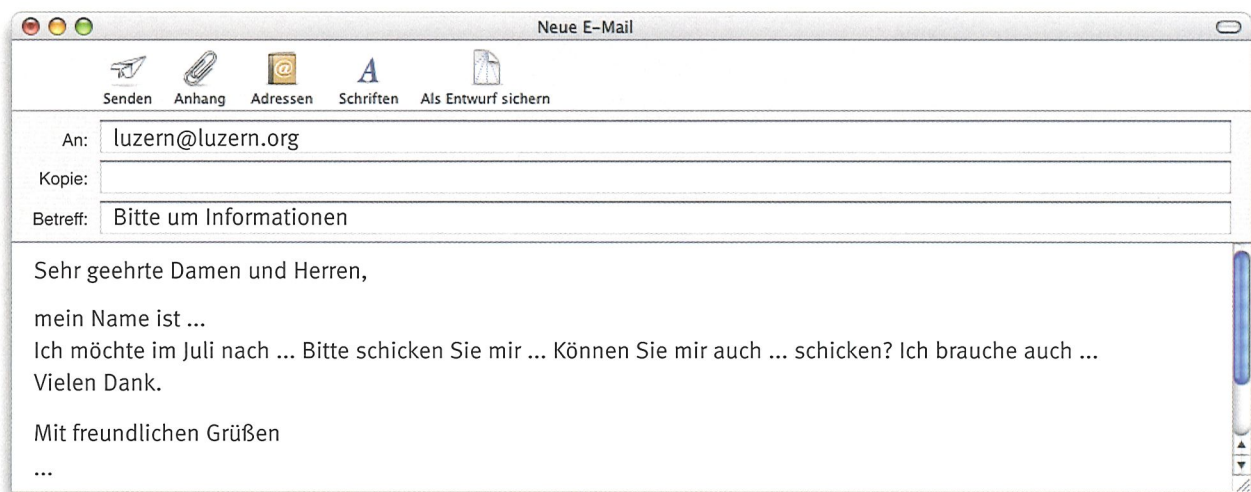 Neue E-Mail
Senden Anhang Adressen Schriften Als Entwurf sichern
An: luzern@luzern.org
Kopie:
Betreff: Bitte um Informationen
Sehr geehrte Damen und Herren,
mein Name ist ...
Ich möchte im Juli nach ... Bitte schicken Sie mir ... Können Sie mir auch ... schicken? Ich brauche auch ...
Vielen Dank.
Mit freundlichen Grüßen
...